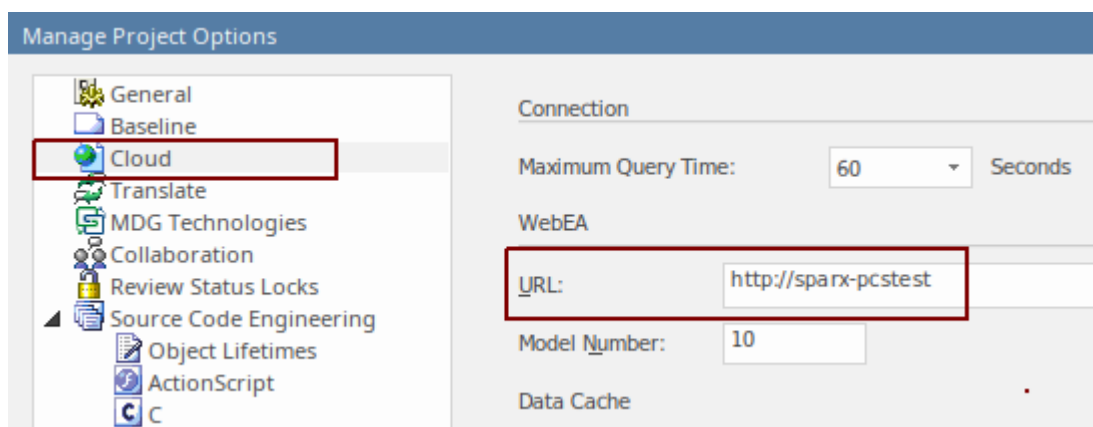 Manage Project Options
General
Baseline
Cloud
Translate
MDG Technologies
Collaboration
Review Status Locks
Source Code Engineering
Object Lifetimes
ActionScript
C
Connection
Maximum Query Time: 60 Seconds
WebEA
URL: http://sparx-pcstest
Model Number: 10
Data Cache